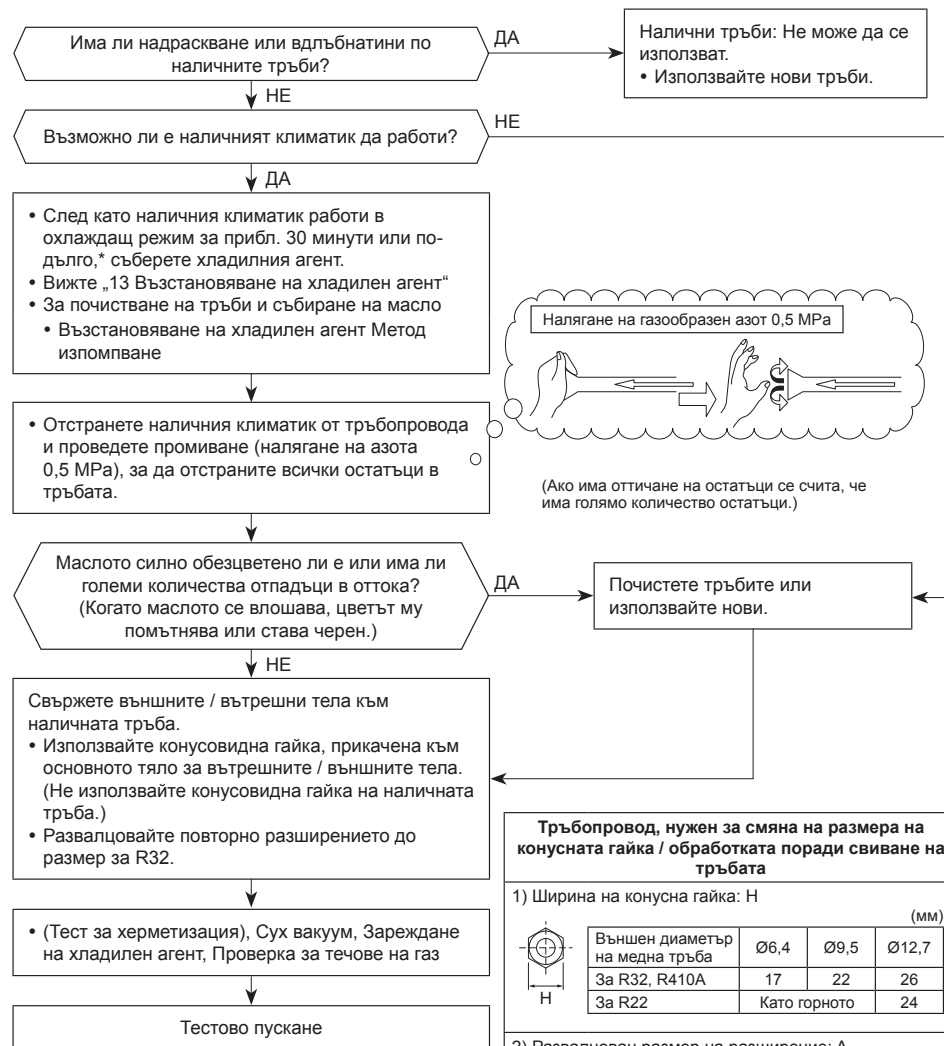 Има ли надраскване или вдлъбнатини по
наличните тръби?
ДА
Налични тръби: Не може да се
използват.
• Използвайте нови тръби.
НЕ
Възможно ли е наличният климатик да работи?
НЕ
ДА
• След като наличния климатик работи в
охлаждащ режим за прибл. 30 минути или по-
дълго,* съберете хладилния агент.
• Вижте „13 Възстановяване на хладилен агент“
• За почистване на тръби и събиране на масло
• Възстановяване на хладилен агент Метод
изпомпване
Налягане на газообразен азот 0,5 MPa
• Отстранете наличния климатик от тръбопровода
и проведете промиване (налягане на азота
0,5 MPa), за да отстраните всички остатъци в
тръбата.
(Ако има оттичане на остатъци се счита, че
има голямо количество остатъци.)
Маслото силно обезцветено ли е или има ли
големи количества отпадъци в оттока?
(Когато маслото се влошава, цветът му
помътнява или става черен.)
ДА
Почистете тръбите или
използвайте нови.
НЕ
Свържете външните / вътрешни тела към
наличната тръба.
• Използвайте конусовидна гайка, прикачена към
основното тяло за вътрешните / външните тела.
(Не използвайте конусовидна гайка на наличната
тръба.)
• Развалцовайте повторно разширението до
размер за R32.
• (Тест за херметизация), Сух вакуум, Зареждане
на хладилен агент, Проверка за течове на газ
Тестово пускане
Тръбопровод, нужен за смяна на размера на
конусната гайка / обработката поради свиване на
тръбата
1) Ширина на конусна гайка: H
(мм)
Външен диаметър
на медна тръба
Ø6,4 Ø9,5 Ø12,7
За R32, R410A 17 22 26
За R22 Като горното 24
H
2) Развалцован размер на разширение: A